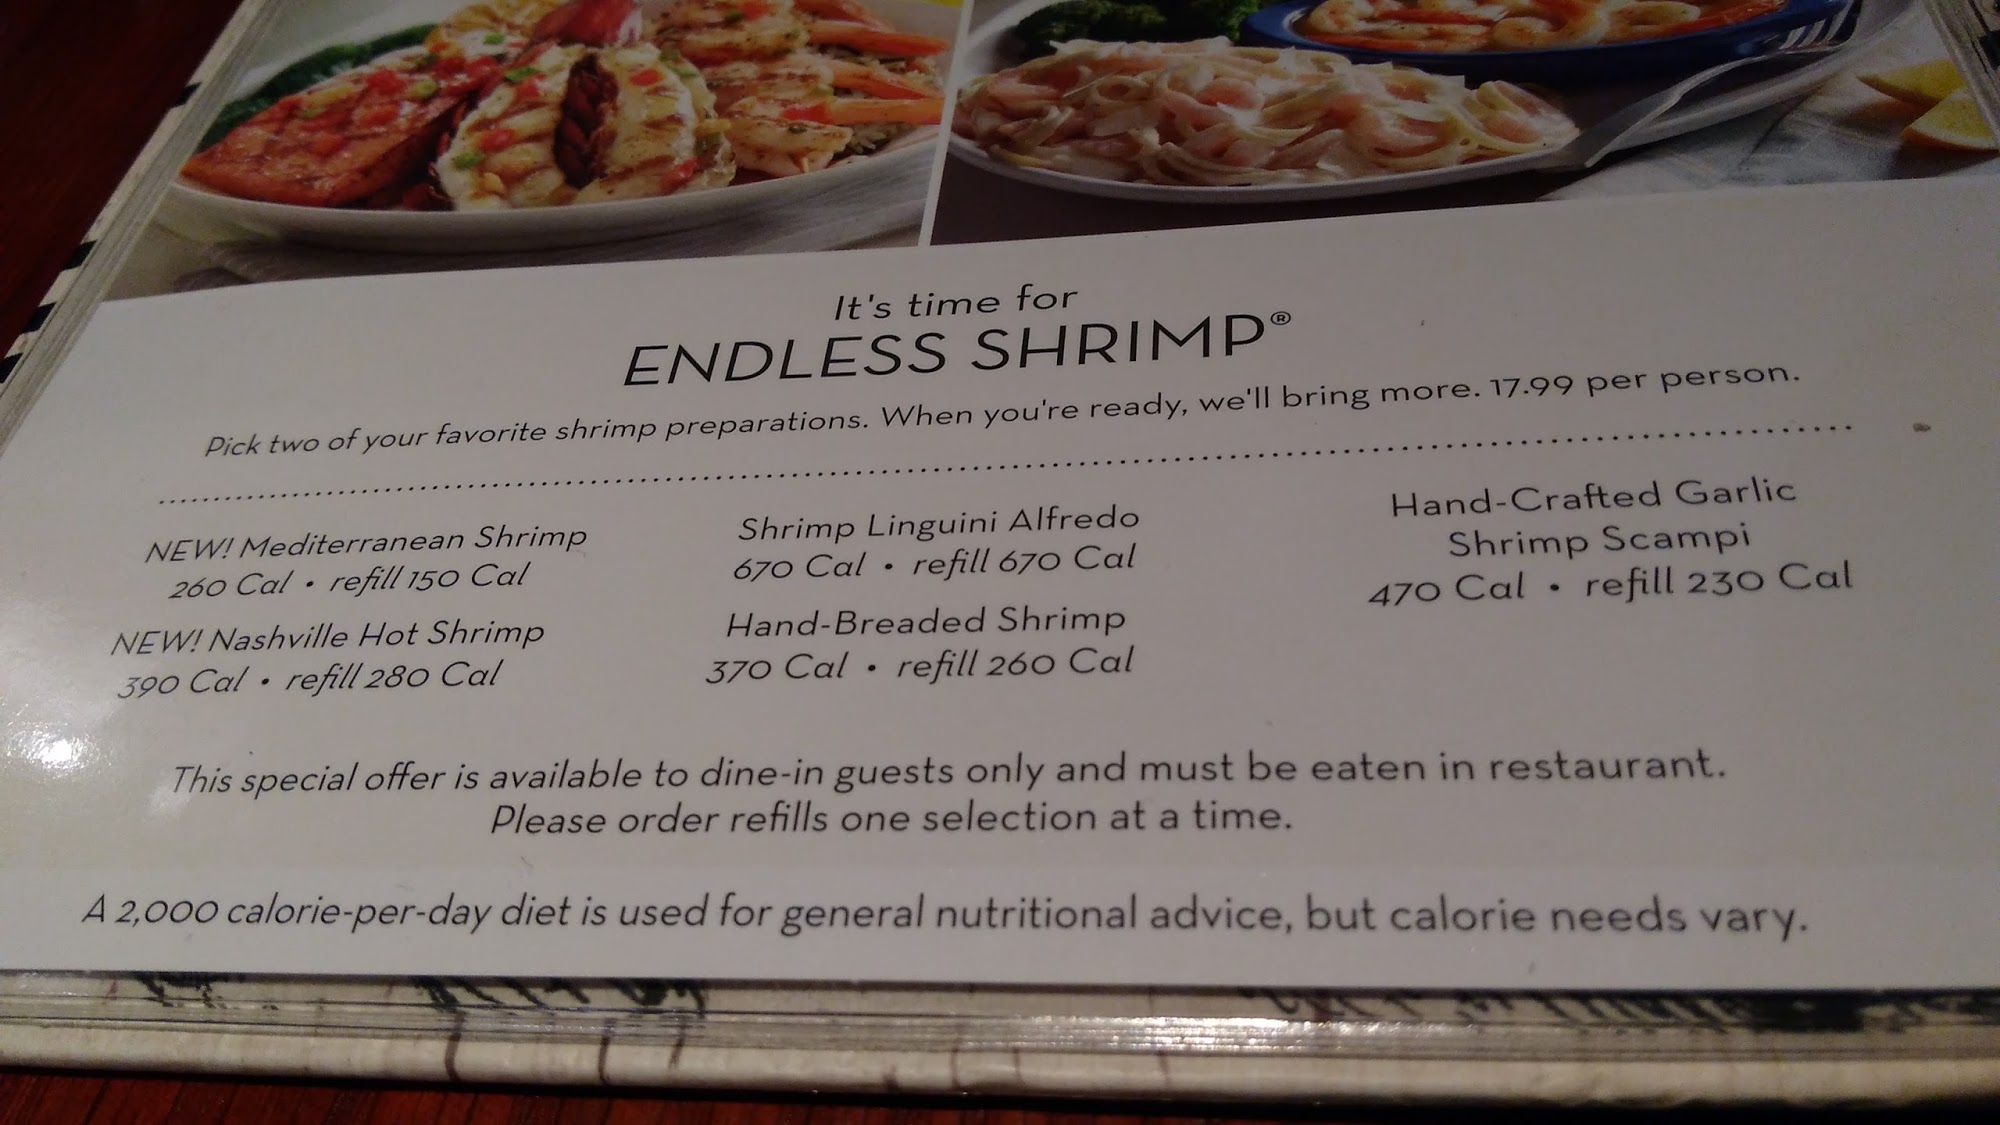 It's time for
ENDLESS SHRIMP®
Pick two of your favorite shrimp preparations. When you're ready, we'll bring more. 17.99 per person.
NEW! Mediterranean Shrimp
260 Cal • refill 150 Cal
NEW! Nashville Hot Shrimp
390 Cal • refill 280 Cal
Shrimp Linguini Alfredo
670 Cal • refill 670 Cal
Hand-Breaded Shrimp
370 Cal • refill 260 Cal
Hand-Crafted Garlic
Shrimp Scampi
470 Cal • refill 230 Cal
This special offer is available to dine-in guests only and must be eaten in restaurant.
Please order refills one selection at a time.
A 2,000 calorie-per-day diet is used for general nutritional advice, but calorie needs vary.